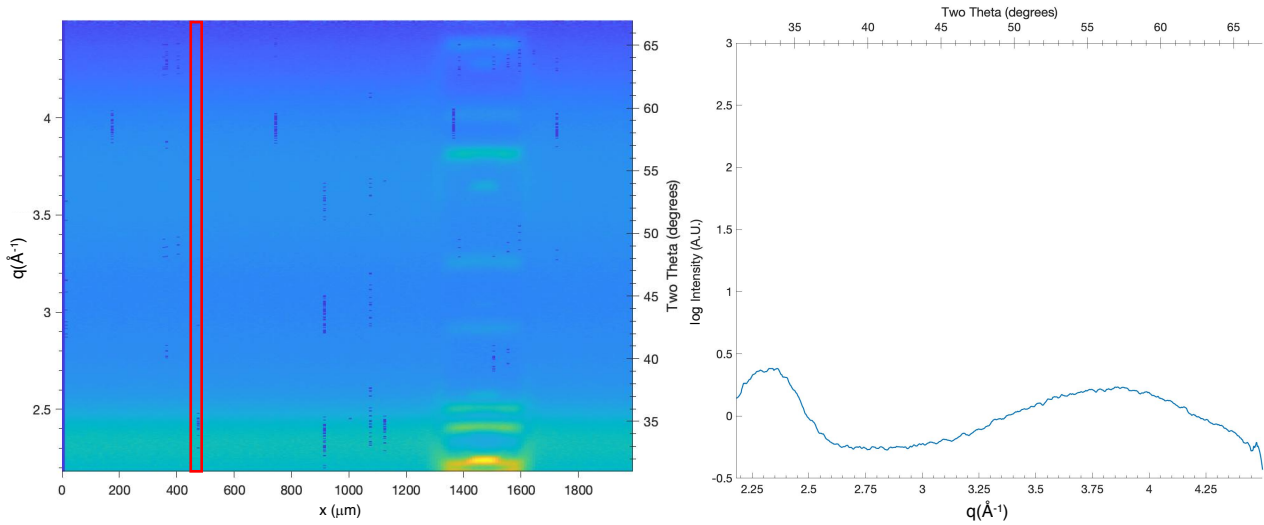 65
60
55
50
45
40
35
4
3.5
3
2.5
0 200 400 600 800 1000 1200 1400 1600 1800
x (μm)
q(Å⁻¹)
Two Theta (degrees)
Two Theta (degrees)
35 40 45 50 55 60 65
3
2.5
2
1.5
1
0.5
0
-0.5
2.25 2.5 2.75 3 3.25 3.5 3.75 4 4.25
log Intensity (A.U.)
q(Å⁻¹)